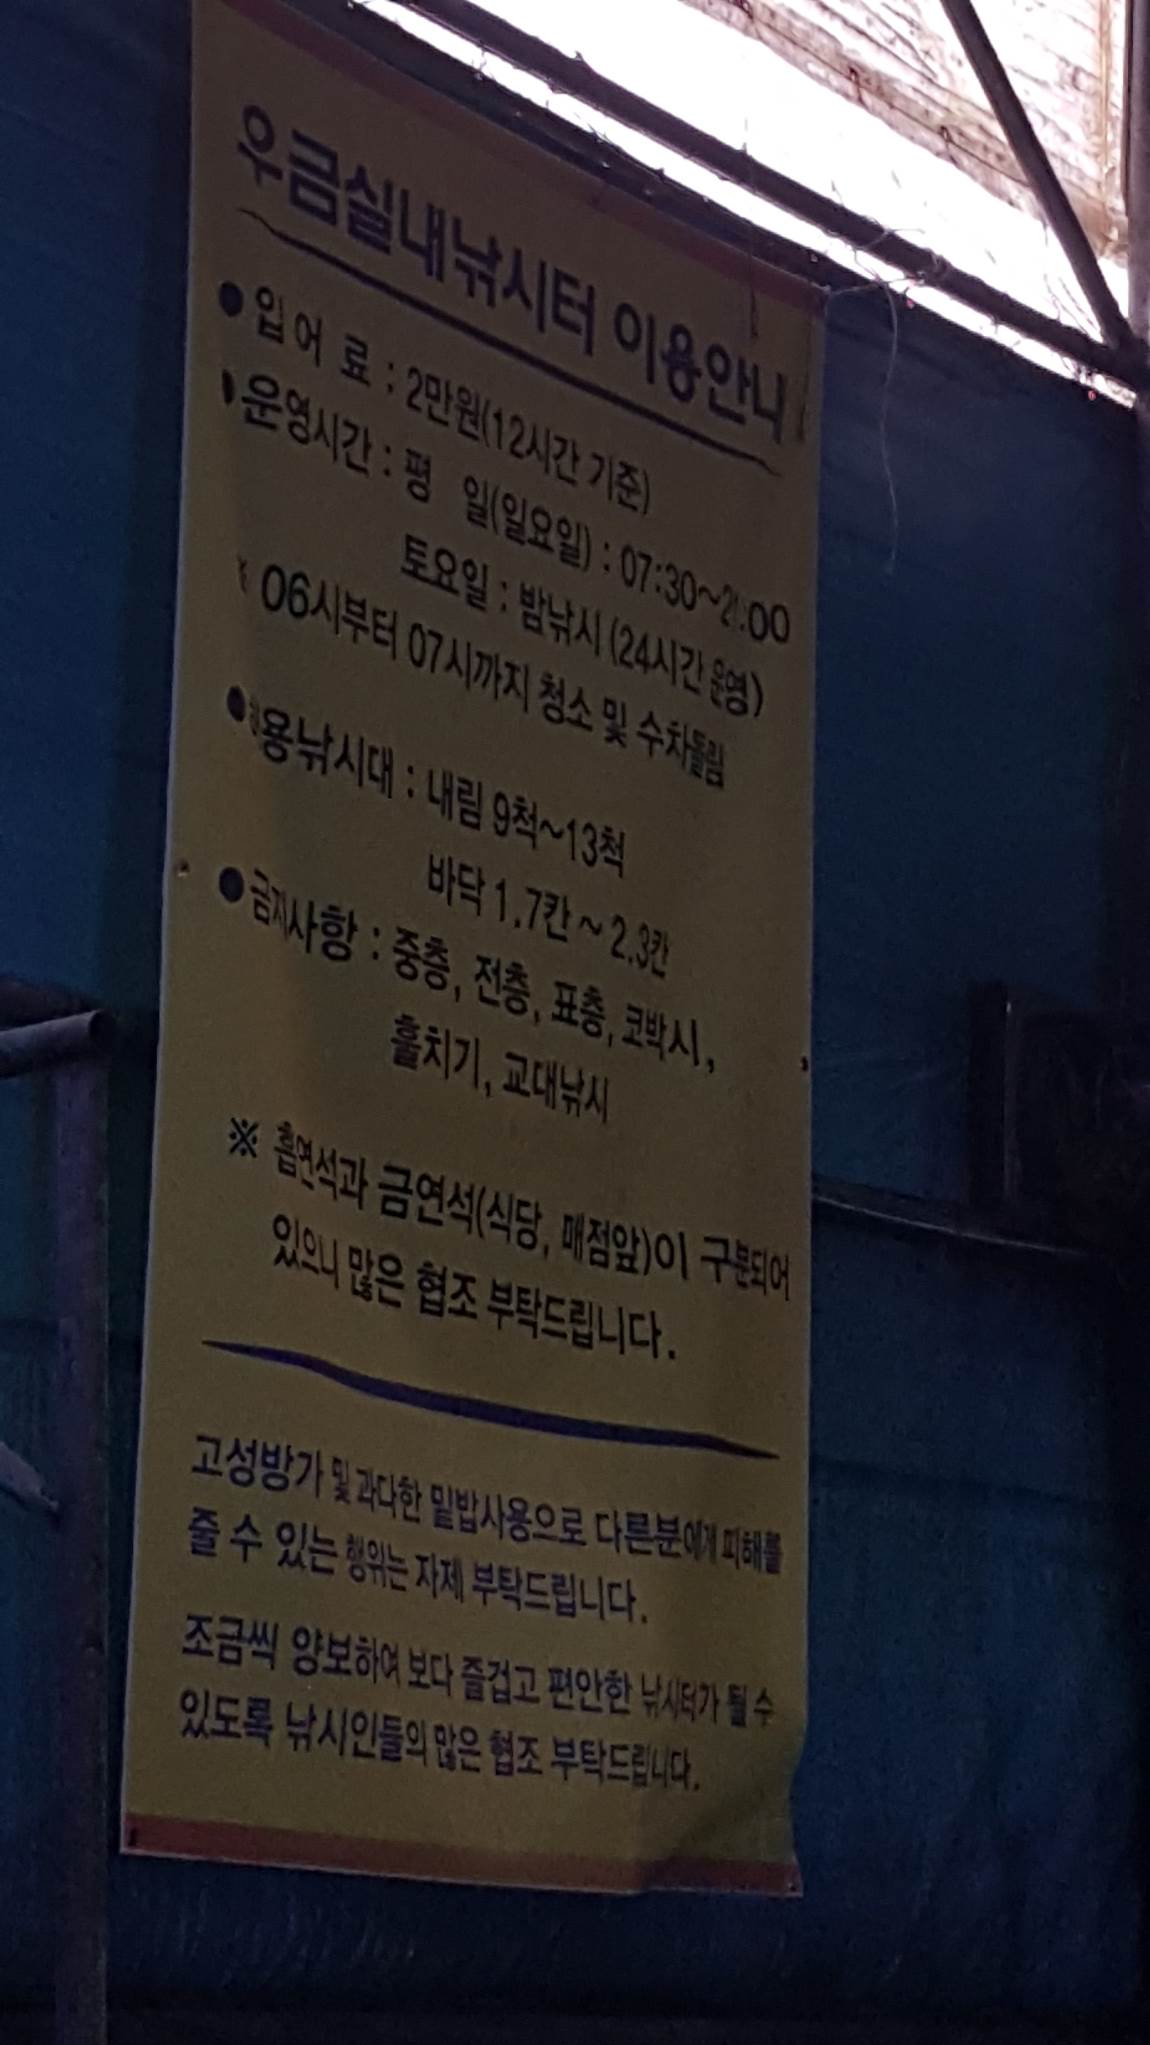 우금실내낚시터 이용안내
● 입 어 료 : 2만원(12시간 기준)
운영시간 : 평 일(일요일) : 07:30~21:00
토요일 : 밤낚시 (24시간 운영)
※ 06시부터 07시까지 청소 및 수차돌림
● 허용낚시대 : 내림 9척~13척
바닥 1.7칸 ~ 2.3칸
● 금지사항 : 중층, 전층, 표층, 코박시, ,
훌치기, 교대낚시
※ 흡연석과 금연석(식당, 매점앞)이 구분되어
있으니 많은 협조 부탁드립니다.
고성방가 및 과다한 밑밥사용으로 다른분에게 피해를
줄 수 있는 행위는 자제 부탁드립니다.
조금씩 양보하여 보다 즐겁고 편안한 낚시터가 될 수
있도록 낚시인들의 많은 협조 부탁드립니다.